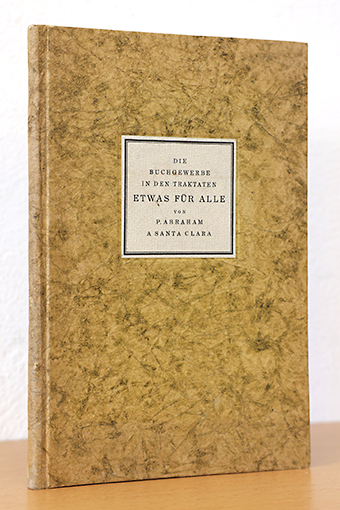 DIE
BUCHGEWERBE
IN DEN TRAKTATEN
ETWAS FÜR ALLE
VON
P. ABRAHAM
A SANTA CLARA